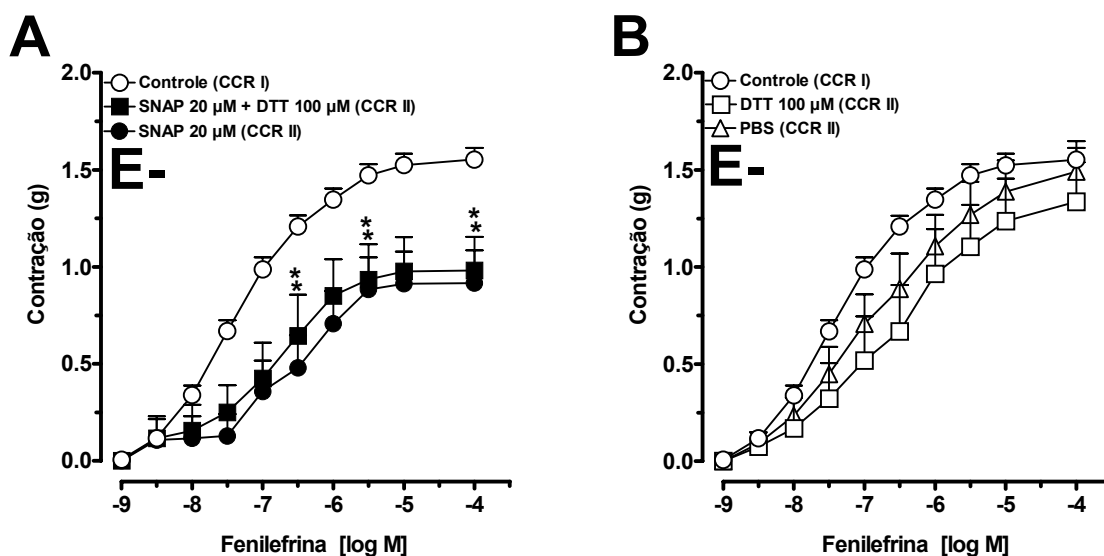 A
2.0
Controle (CCR I)
SNAP 20 µM + DTT 100 µM (CCR II)
SNAP 20 µM (CCR II)
E-
1.5
1.0
0.5
0.0
Contração (g)
**
**
**
-9 -8 -7 -6 -5 -4
Fenilefrina [log M]
B
2.0
Controle (CCR I)
DTT 100 µM (CCR II)
PBS (CCR II)
E-
1.5
1.0
0.5
0.0
Contração (g)
-9 -8 -7 -6 -5 -4
Fenilefrina [log M]